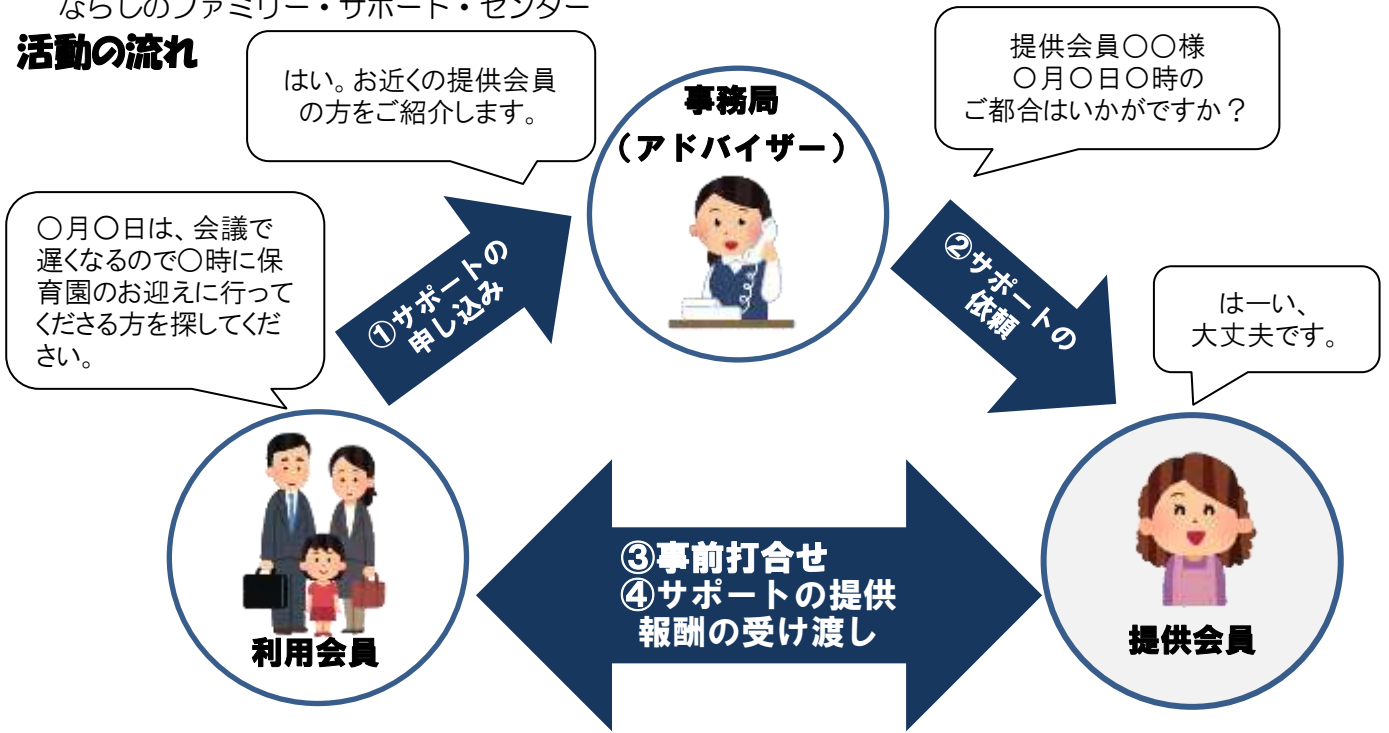 ならしのファミリー・サポート・センター
活動の流れ
はい。お近くの提供会員
の方をご紹介します。
事務局
（アドバイザー）
提供会員〇〇様
〇月〇日〇時の
ご都合はいかがですか？
〇月〇日は、会議で
遅くなるので〇時に保
育園のお迎えに行って
くださる方を探してくだ
さい。
①サポートの
申し込み
②サポートの
依頼
はーい、
大丈夫です。
③事前打合せ
④サポートの提供
報酬の受け渡し
利用会員
提供会員